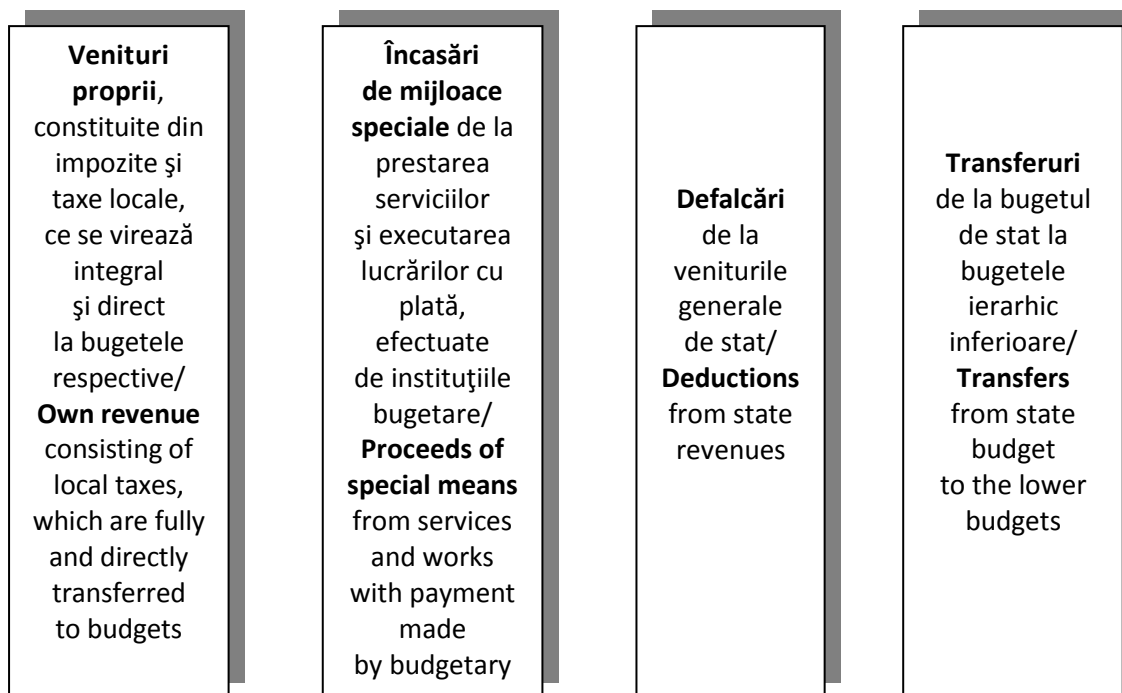 Venituri
proprii,
constituite din
impozite şi
taxe locale,
ce se virează
integral
şi direct
la bugetele
respective/
Own revenue
consisting of
local taxes,
which are fully
and directly
transferred
to budgets
Încasări
de mijloace
speciale de la
prestarea
serviciilor
şi executarea
lucrărilor cu
plată,
efectuate
de instituţiile
bugetare/
Proceeds of
special means
from services
and works
with payment
made
by budgetary
Defalcări
de la
veniturile
generale
de stat/
Deductions
from state
revenues
Transferuri
de la bugetul
de stat la
bugetele
ierarhic
inferioare/
Transfers
from state
budget
to the lower
budgets